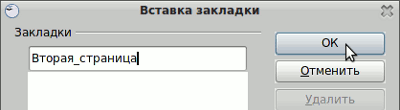 Вставка закладки
Закладки
Вторая_страница
OK
Отменить
Удалить